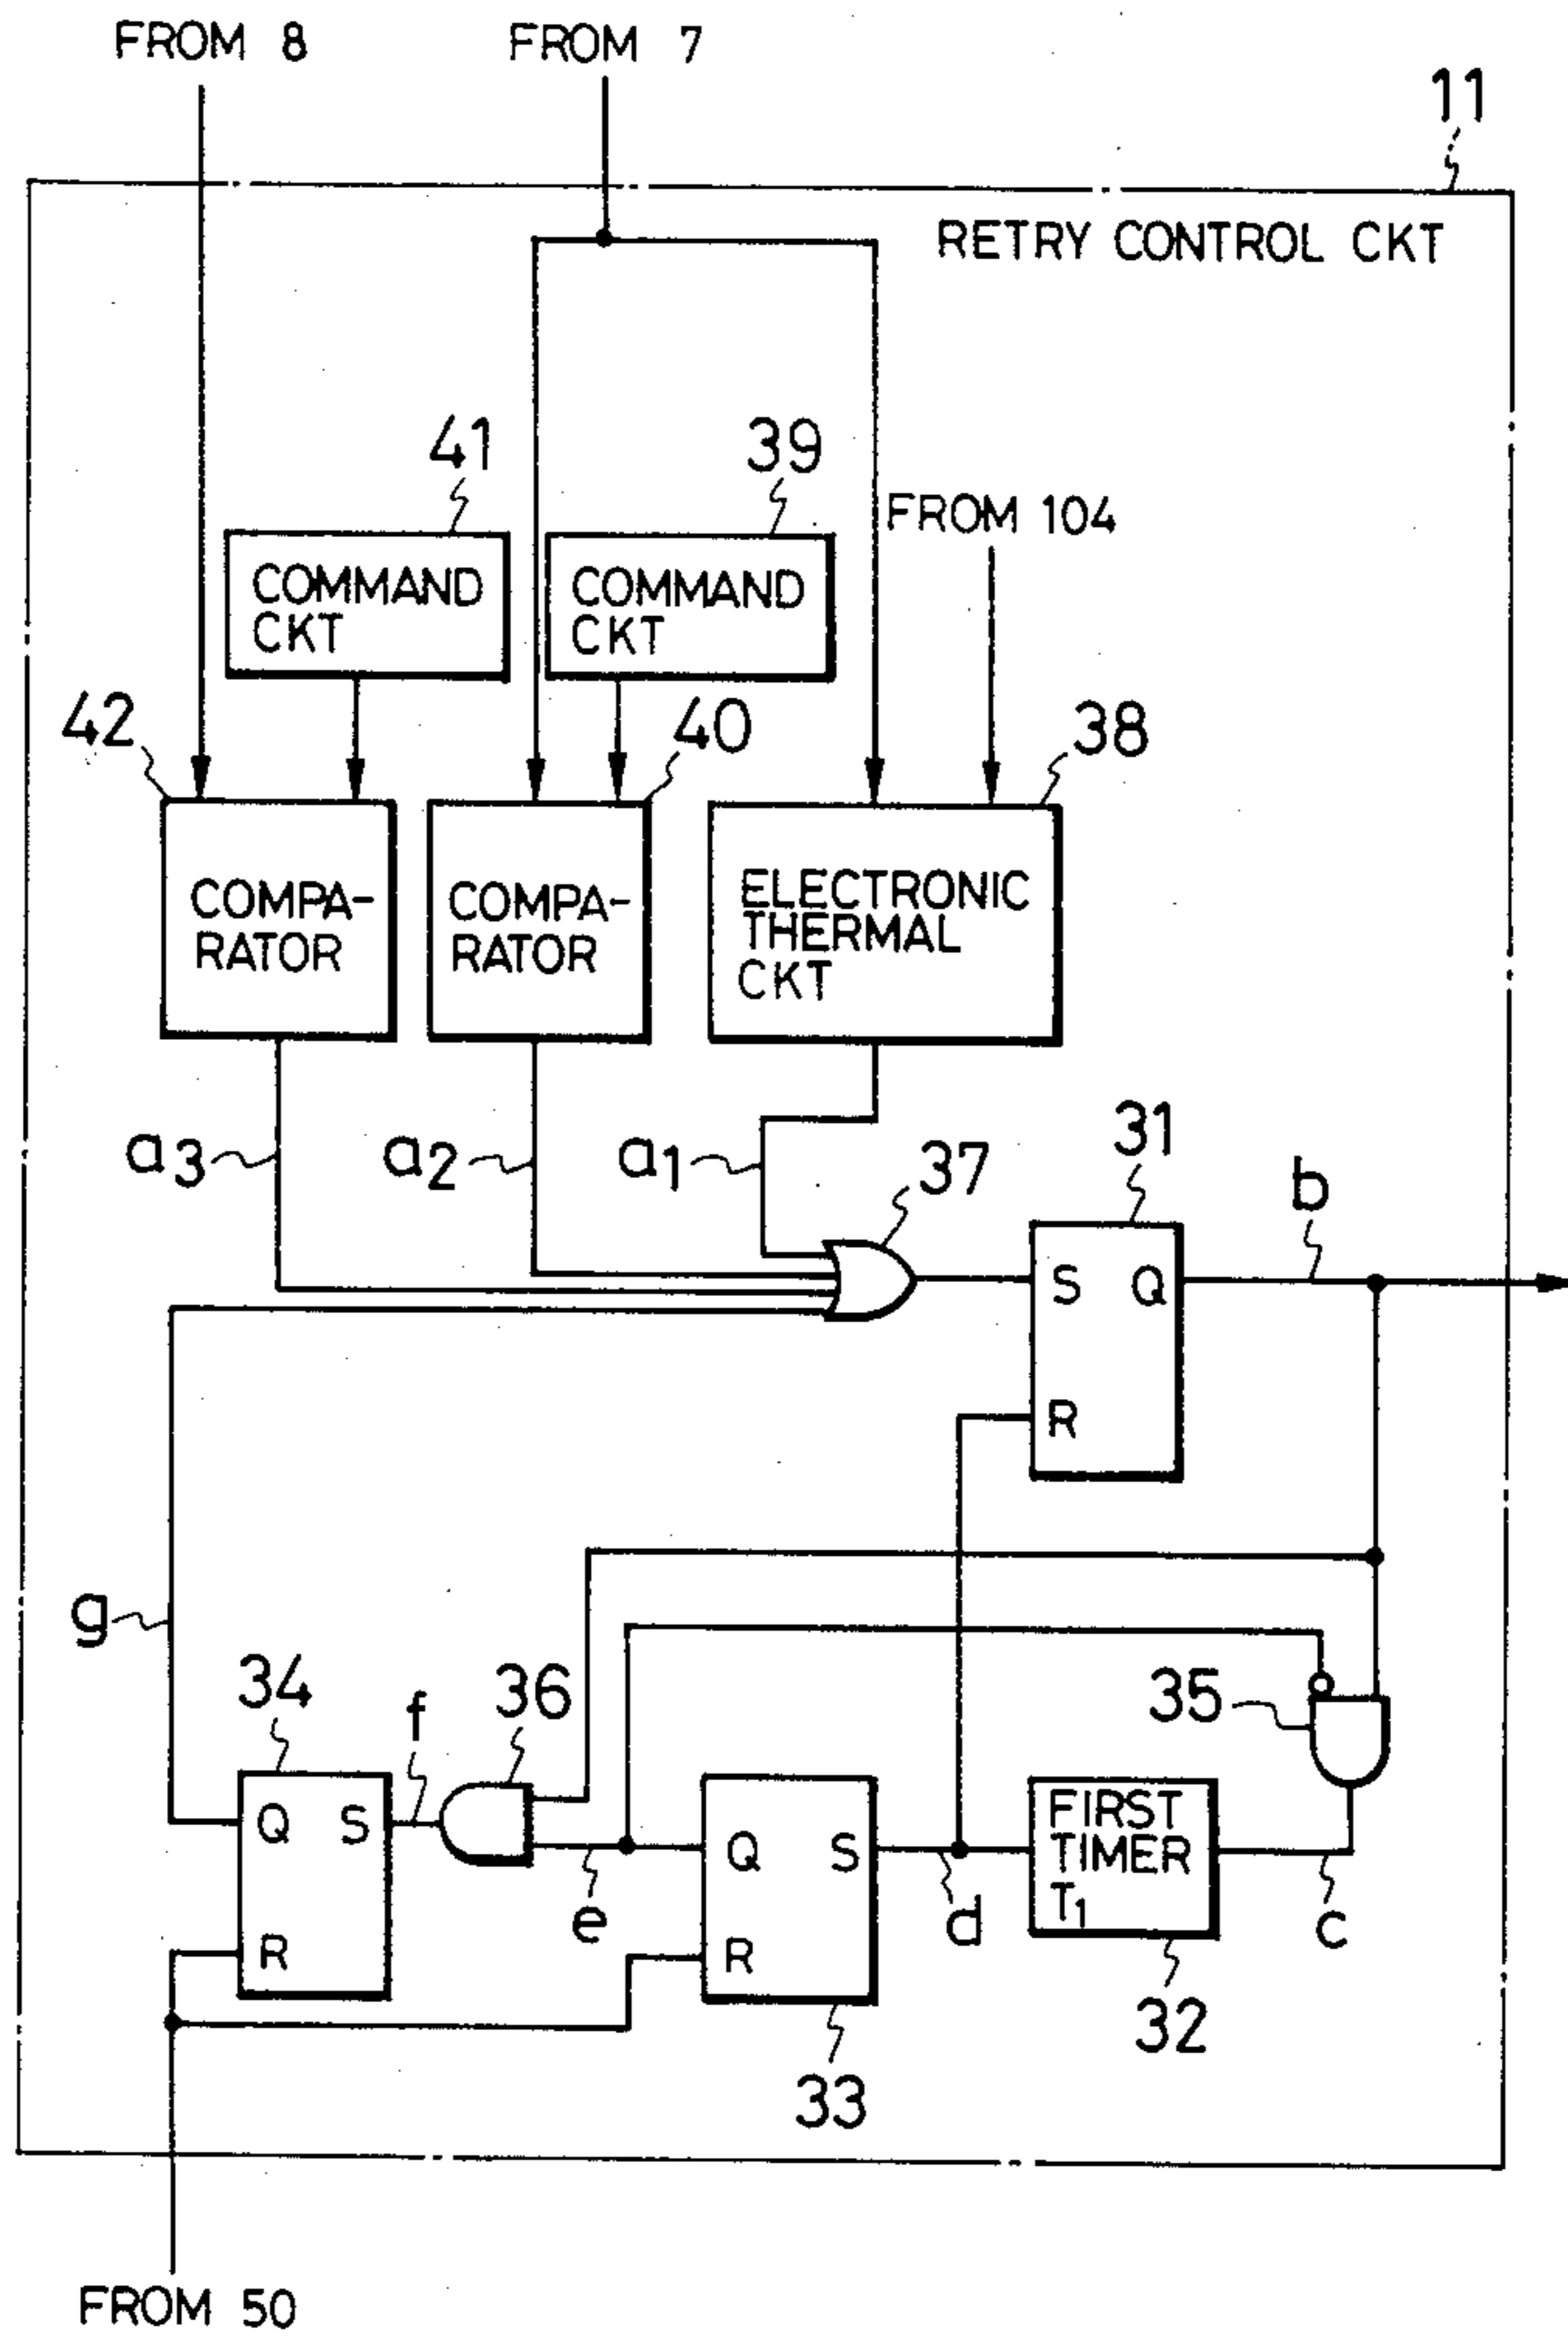 FROM 8
FROM 7
11
RETRY CONTROL CKT
41
39
FROM 104
COMMAND
CKT
COMMAND
CKT
42
40
38
COMPA-
RATOR
COMPA-
RATOR
ELECTRONIC
THERMAL
CKT
a3
a2
a1
37
31
b
S
Q
R
g
34
f
36
35
Q
S
R
e
Q
S
R
d
FIRST
TIMER
T1
c
33
32
FROM 50